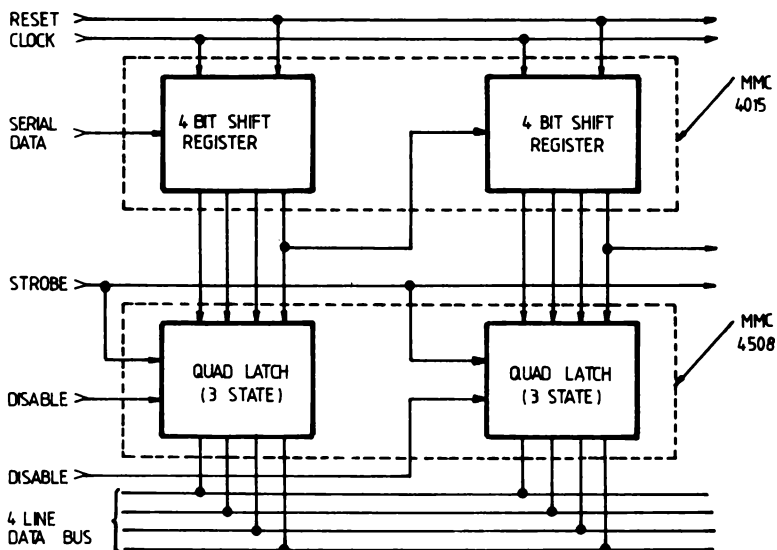 RESET
CLOCK
MMC
4015
SERIAL
DATA
4 BIT SHIFT
REGISTER
4 BIT SHIFT
REGISTER
STROBE
MMC
4508
QUAD LATCH
(3 STATE)
QUAD LATCH
(3 STATE)
DISABLE
DISABLE
4 LINE
DATA BUS